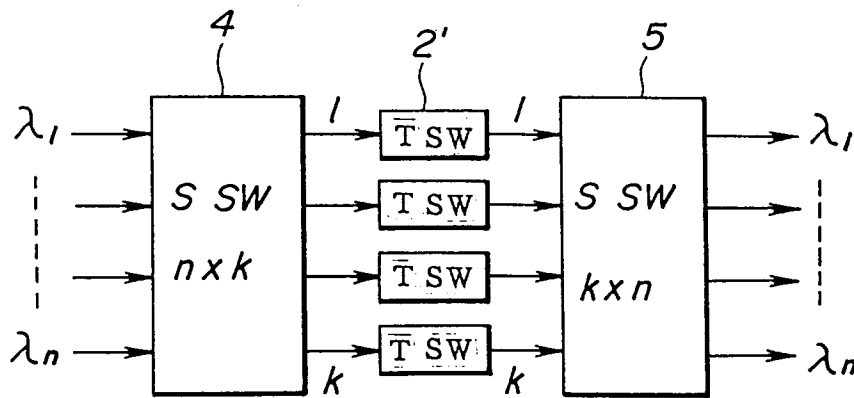 4 2' 5
λ1 1 T̅ SW 1 λ1
T̅ SW
S SW S SW
n×k T̅ SW k×n
λn k T̅ SW k λn